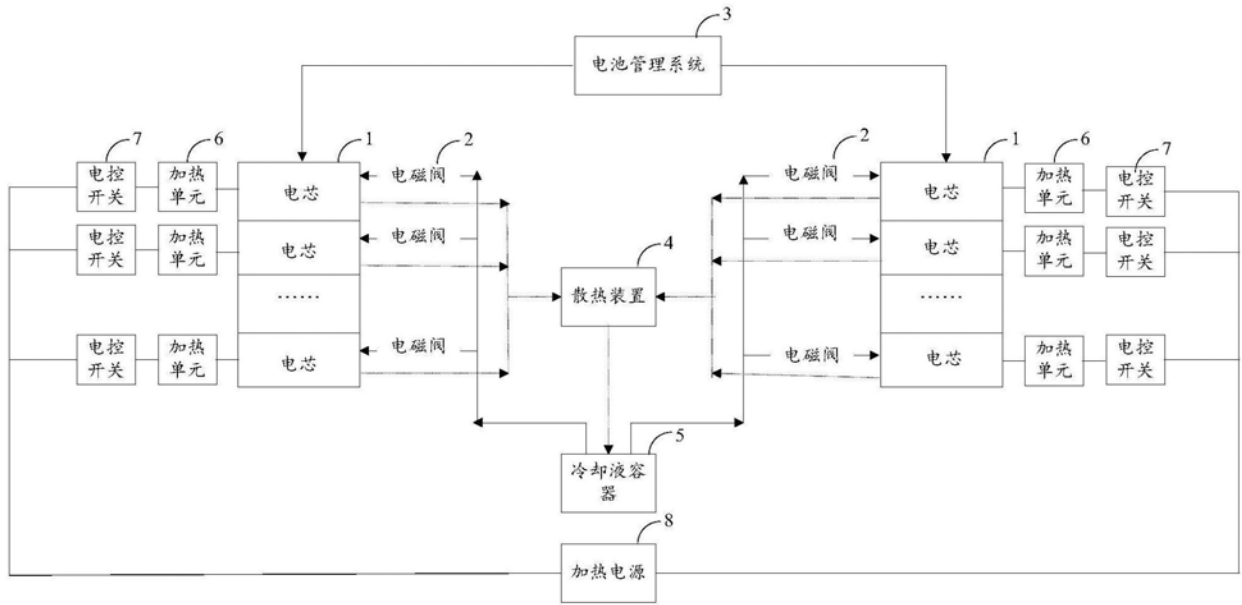 3
电池管理系统
7
6
1
2
2
1
6
7
电控
开关
加热
单元
电芯
电磁阀
电磁阀
电芯
加热
单元
电控
开关
电控
开关
加热
单元
电芯
电磁阀
电磁阀
电芯
加热
单元
电控
开关
4
散热装置
……
……
电控
开关
加热
单元
电芯
电磁阀
电磁阀
电芯
加热
单元
电控
开关
5
冷却液容
器
8
加热电源